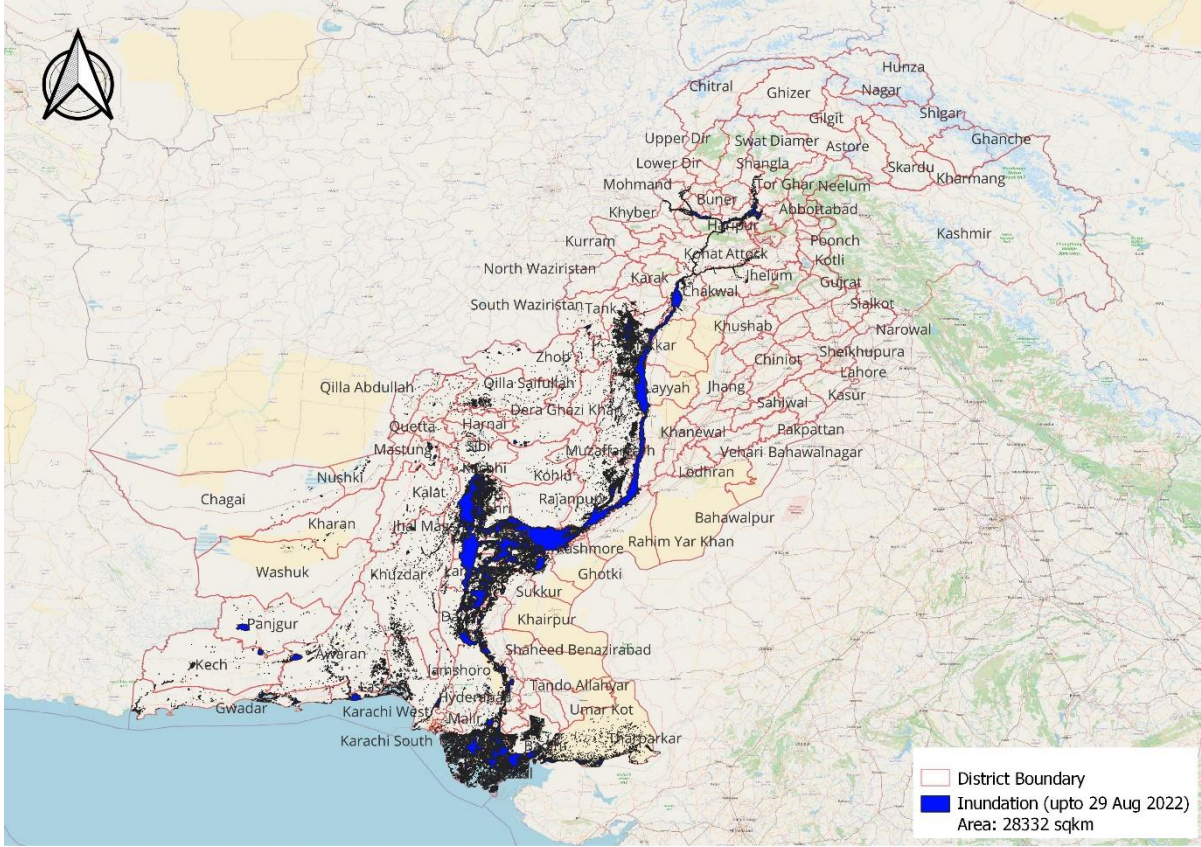 Hunza
Chitral
Ghizer
Nagar
Shigar
Gilgit
Upper Dir
Swat Diamer
Astore
Ghanche
Lower Dir
Shangla
Skardu
Kharmang
Mohmand
Tor Ghar Neelum
Buner
Khyber
Abbottabad
Haripur
Kashmir
Kurram
Poonch
Kohat Attock
Kotli
North Waziristan
Karak
Jhelum
Chakwal
Gujrat
South Waziristan
Tank
Sialkot
Khushab
Narowal
Zhob
Chiniot
Sheikhupura
Lahore
Qilla Abdullah
Qilla Saifullah
Layyah
Jhang
Kasur
Dera Ghazi Khan
Sahiwal
Quetta
Harnai
Khanewal
Pakpattan
Mastung
Sibi
Vehari Bahawalnagar
Nushki
Kohlu
Lodhran
Chagai
Kalat
Rajanpur
Bahawalpur
Kharan
Rahim Yar Khan
Washuk
Khuzdar
Ghotki
Sukkur
Khairpur
Panjgur
Shaheed Benazirabad
Awaran
Kech
Jamshoro
Tando Allahyar
Gwadar
Karachi West
Hyderabad
Umar Kot
Malir
Karachi South
Tharparkar
District Boundary
Inundation (upto 29 Aug 2022)
Area: 28332 sqkm